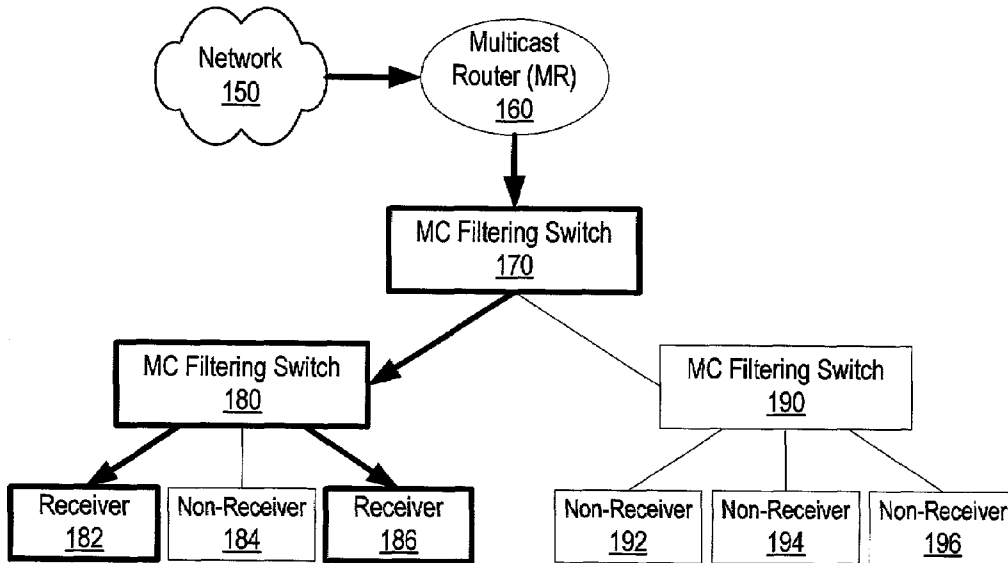 Network
150
Multicast
Router (MR)
160
MC Filtering Switch
170
MC Filtering Switch
180
MC Filtering Switch
190
Receiver
182
Non-Receiver
184
Receiver
186
Non-Receiver
192
Non-Receiver
194
Non-Receiver
196